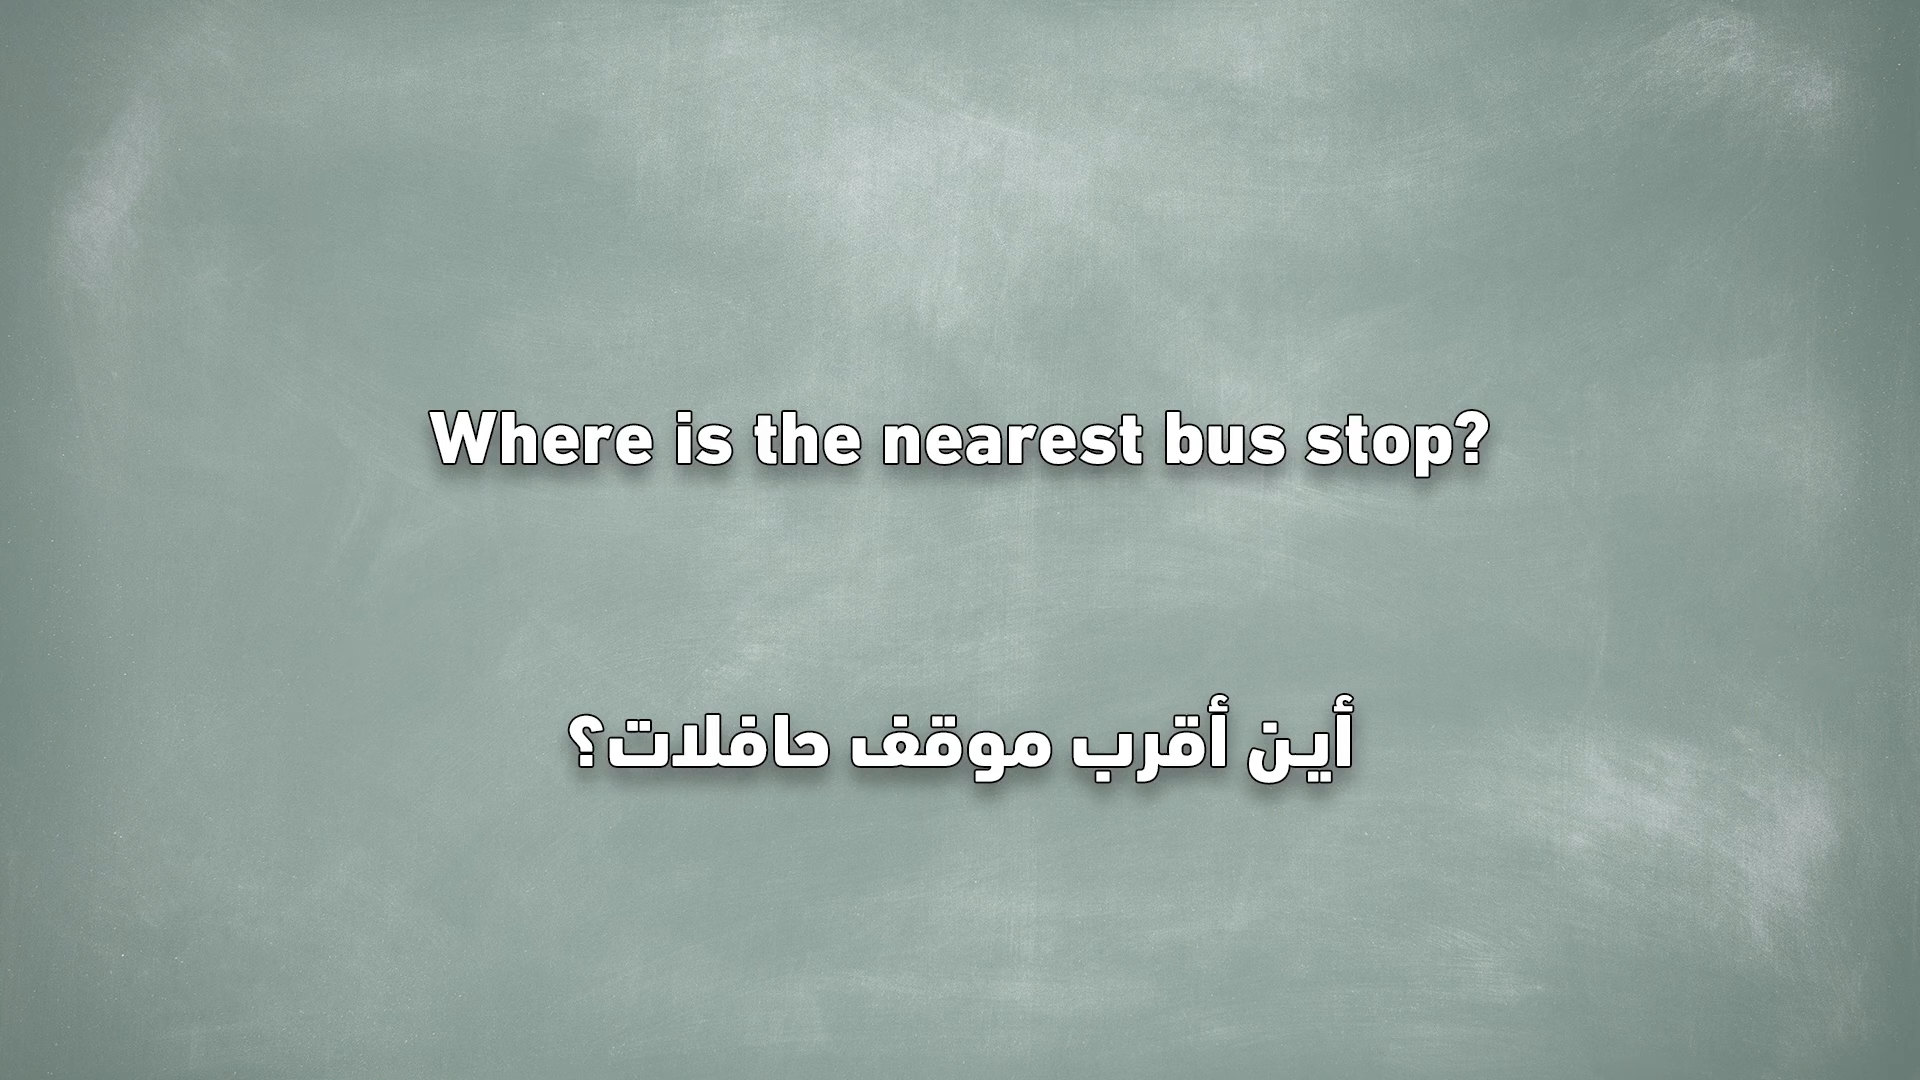 Where is the nearest bus stop?
أين أقرب موقف حافلات؟